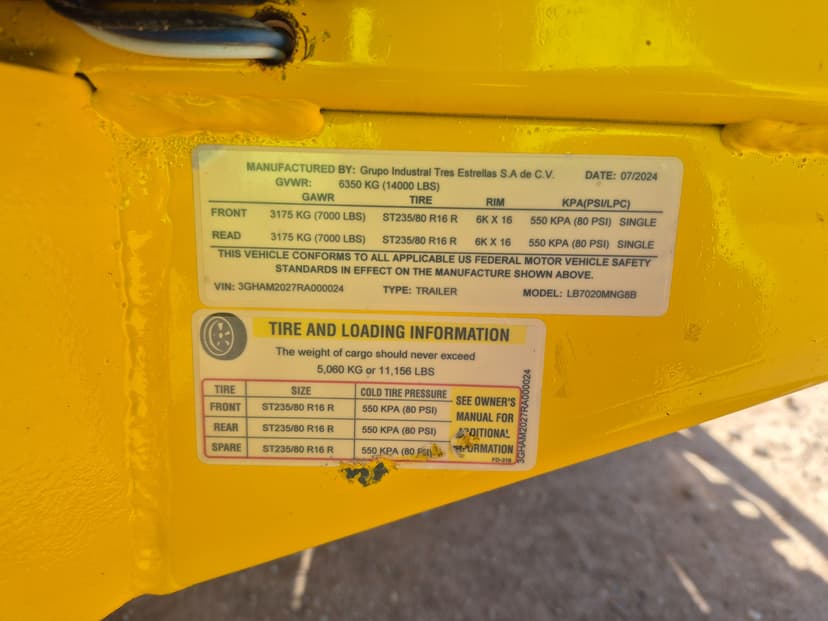 MANUFACTURED BY: Grupo Industral Tres Estrellas S.A de C.V. DATE: 07/2024
GVWR: 6350 KG (14000 LBS)
GAWR TIRE RIM KPA(PSI/LPC)
FRONT 3175 KG (7000 LBS) ST235/80 R16 R 6K X 16 550 KPA (80 PSI) SINGLE
READ 3175 KG (7000 LBS) ST235/80 R16 R 6K X 16 550 KPA (80 PSI) SINGLE
THIS VEHICLE CONFORMS TO ALL APPLICABLE US FEDERAL MOTOR VEHICLE SAFETY
STANDARDS IN EFFECT ON THE MANUFACTURE SHOWN ABOVE.
VIN: 3GHAM2027RA000024 TYPE: TRAILER MODEL: LB7020MNG8B
TIRE AND LOADING INFORMATION
The weight of cargo should never exceed
5,060 KG or 11,156 LBS
TIRE SIZE COLD TIRE PRESSURE
FRONT ST235/80 R16 R 550 KPA (80 PSI)
REAR ST235/80 R16 R 550 KPA (80 PSI)
SPARE ST235/80 R16 R 550 KPA (80 PSI)
SEE OWNER'S
MANUAL FOR
ADDITIONAL
INFORMATION
3GHAM2027RA000024